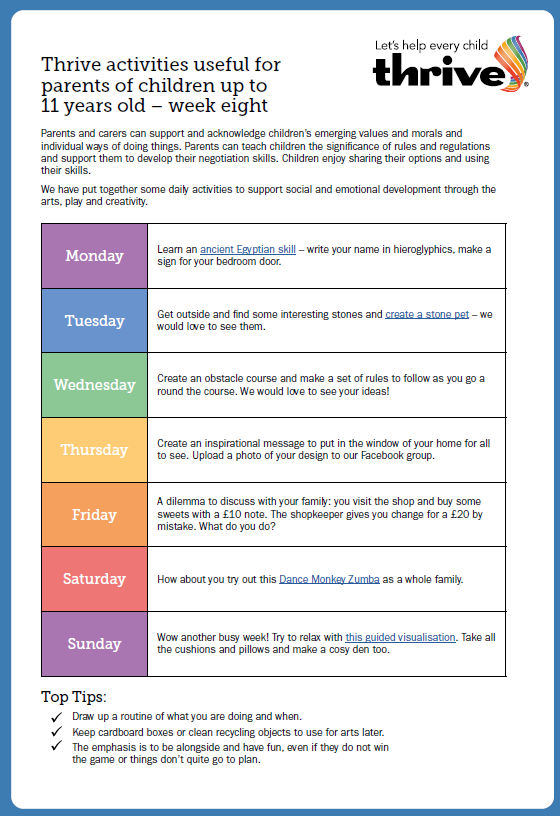 Let's help every child
thrive
®
Thrive activities useful for
parents of children up to
11 years old – week eight
Parents and carers can support and acknowledge children's emerging values and morals and
individual ways of doing things. Parents can teach children the significance of rules and regulations
and support them to develop their negotiation skills. Children enjoy sharing their options and using
their skills.
We have put together some daily activities to support social and emotional development through the
arts, play and creativity.
Monday
Learn an ancient Egyptian skill – write your name in hieroglyphics, make a
sign for your bedroom door.
Tuesday
Get outside and find some interesting stones and create a stone pet – we
would love to see them.
Wednesday
Create an obstacle course and make a set of rules to follow as you go a
round the course. We would love to see your ideas!
Thursday
Create an inspirational message to put in the window of your home for all
to see. Upload a photo of your design to our Facebook group.
Friday
A dilemma to discuss with your family: you visit the shop and buy some
sweets with a £10 note. The shopkeeper gives you change for a £20 by
mistake. What do you do?
Saturday
How about you try out this Dance Monkey Zumba as a whole family.
Sunday
Wow another busy week! Try to relax with this guided visualisation. Take all
the cushions and pillows and make a cosy den too.
Top Tips:
✓ Draw up a routine of what you are doing and when.
✓ Keep cardboard boxes or clean recycling objects to use for arts later.
✓ The emphasis is to be alongside and have fun, even if they do not win
the game or things don't quite go to plan.